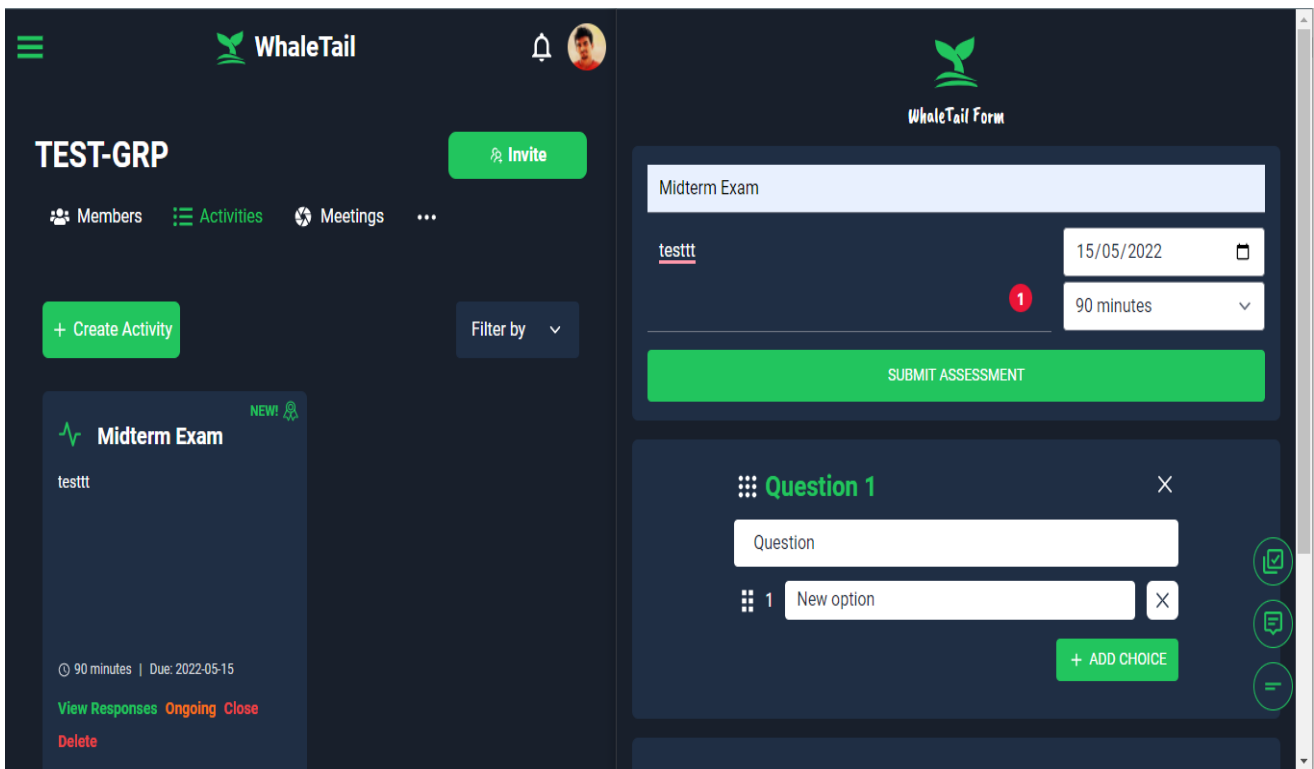 WhaleTail
TEST-GRP
Invite
Members
Activities
Meetings
+ Create Activity
Filter by
NEW!
Midterm Exam
testtt
90 minutes | Due: 2022-05-15
View Responses Ongoing Close
Delete
WhaleTail Form
Midterm Exam
testtt
15/05/2022
1
90 minutes
SUBMIT ASSESSMENT
Question 1
Question
1 New option
+ ADD CHOICE